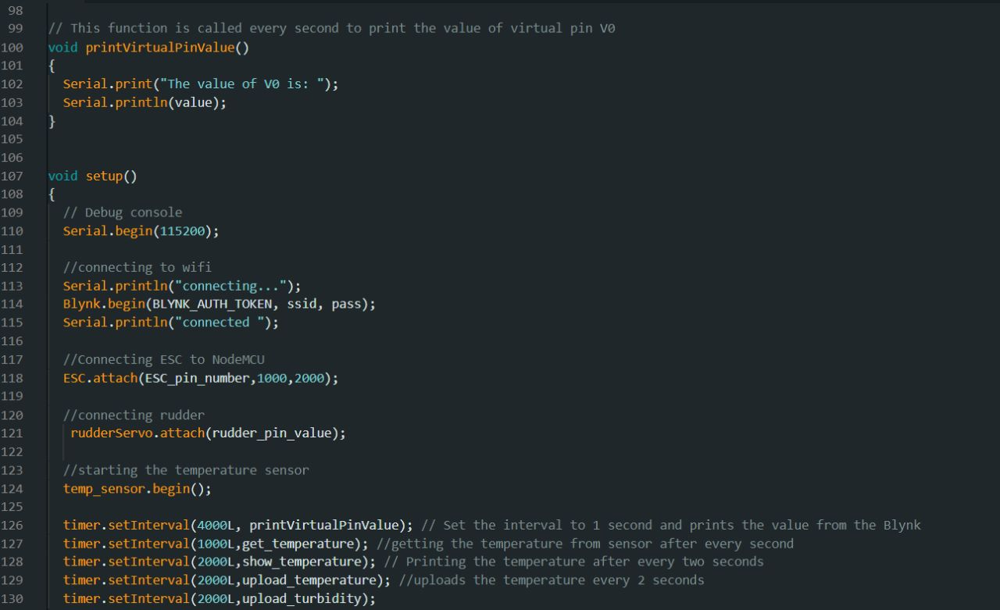 98
99 // This function is called every second to print the value of virtual pin V0
100 void printVirtualPinValue()
101 {
102 Serial.print("The value of V0 is: ");
103 Serial.println(value);
104 }
105
106
107 void setup()
108 {
109 // Debug console
110 Serial.begin(115200);
111
112 //connecting to wifi
113 Serial.println("connecting...");
114 Blynk.begin(BLYNK_AUTH_TOKEN, ssid, pass);
115 Serial.println("connected ");
116
117 //Connecting ESC to NodeMCU
118 ESC.attach(ESC_pin_number,1000,2000);
119
120 //connecting rudder
121 rudderServo.attach(rudder_pin_value);
122
123 //starting the temperature sensor
124 temp_sensor.begin();
125
126 timer.setInterval(4000L, printVirtualPinValue); // Set the interval to 1 second and prints the value from the Blynk
127 timer.setInterval(1000L,get_temperature); //getting the temperature from sensor after every second
128 timer.setInterval(2000L,show_temperature); // Printing the temperature after every two seconds
129 timer.setInterval(2000L,upload_temperature); //uploads the temperature every 2 seconds
130 timer.setInterval(2000L,upload_turbidity);